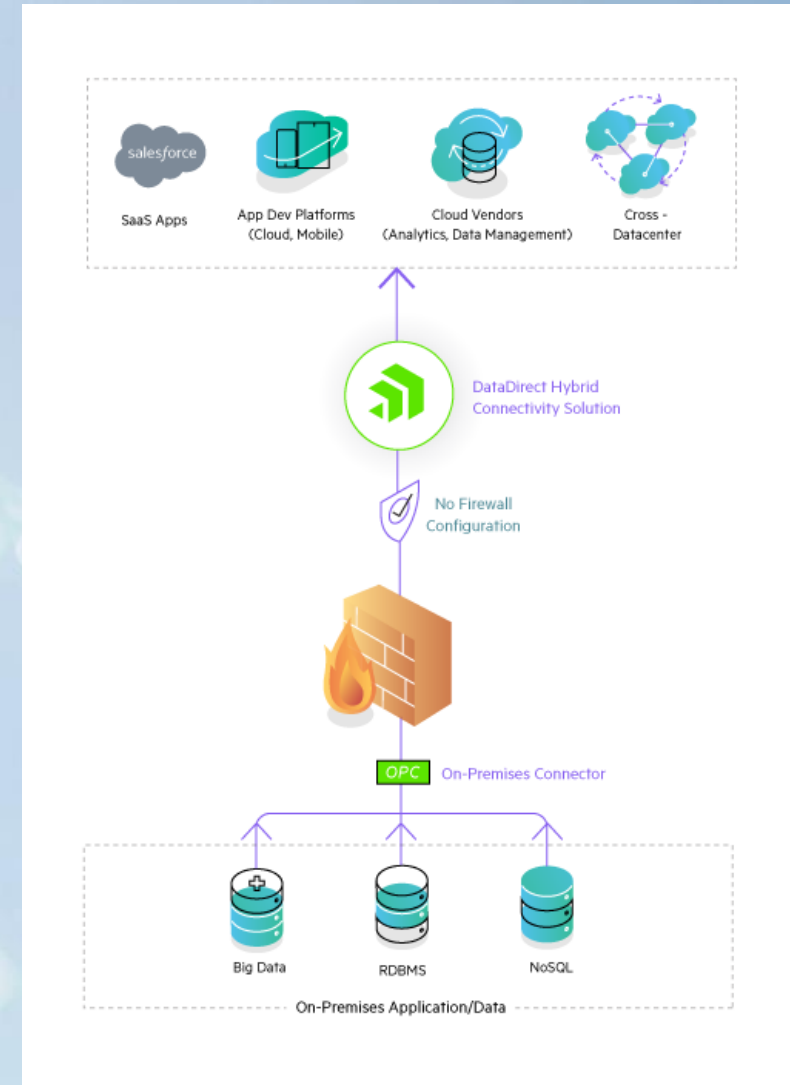 salesforce
SaaS Apps
App Dev Platforms
(Cloud, Mobile)
Cloud Vendors
(Analytics, Data Management)
Cross -
Datacenter
DataDirect Hybrid
Connectivity Solution
No Firewall
Configuration
OPC
On-Premises Connector
Big Data
RDBMS
NoSQL
On-Premises Application/Data